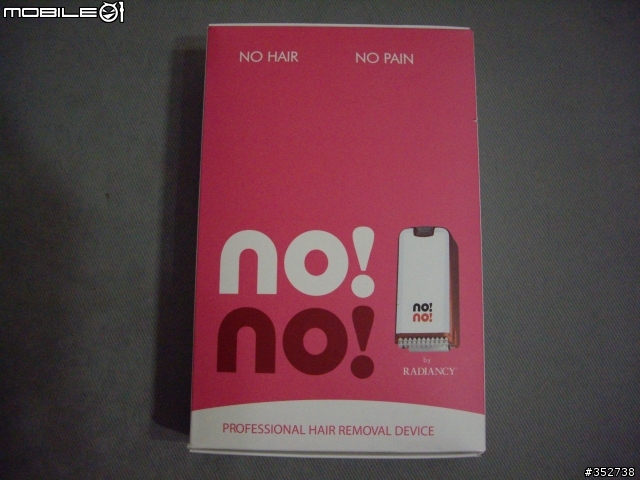 MOBILE01
NO HAIR NO PAIN
no!
no!
no!
no!
by
RADIANCY
PROFESSIONAL HAIR REMOVAL DEVICE
#352738